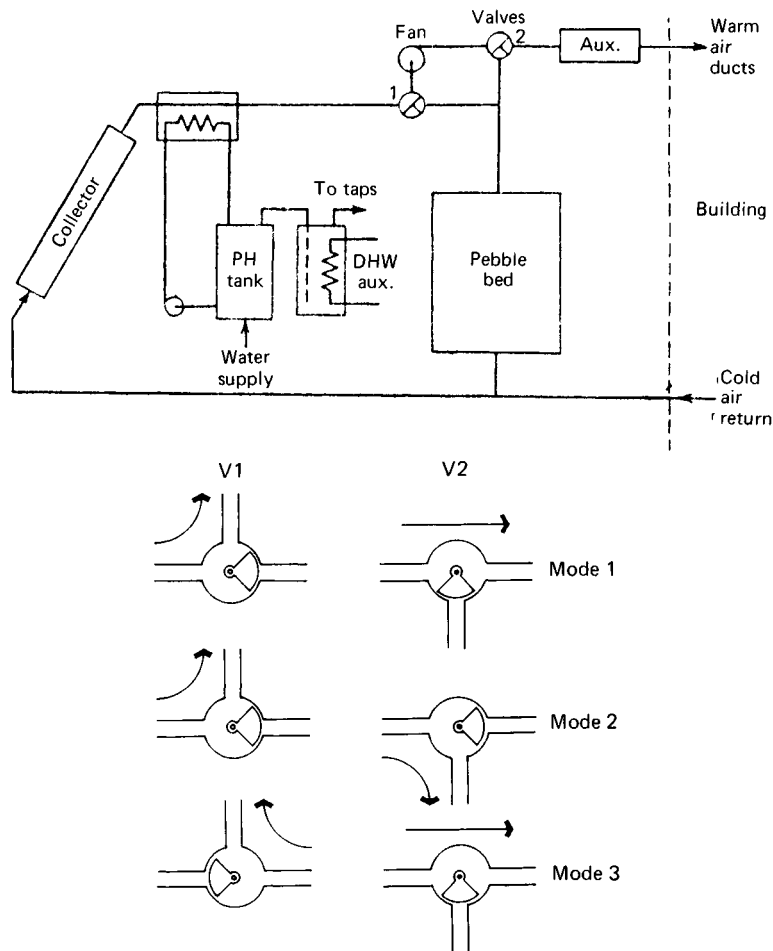 Valves
Fan
2
Aux.
Warm
air
ducts
1
Collector
To taps
Building
PH
tank
DHW
aux.
Pebble
bed
Water
supply
Cold
air
return
V1
V2
Mode 1
Mode 2
Mode 3